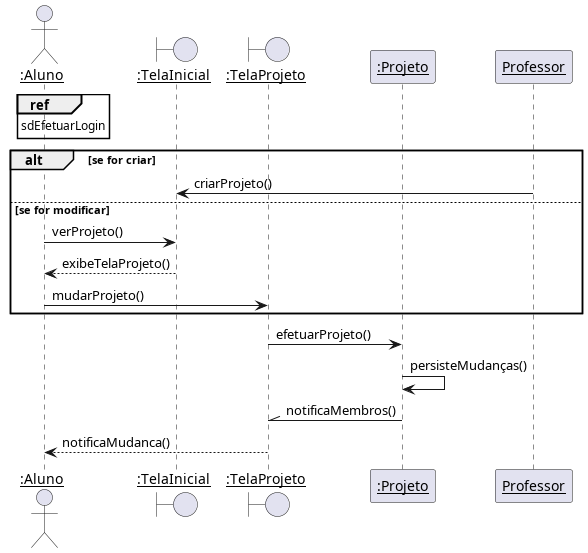 :Aluno
:TelaInicial
:TelaProjeto
:Projeto
Professor
ref
sdEfetuarLogin
alt [se for criar]
criarProjeto()
[se for modificar]
verProjeto()
exibeTelaProjeto()
mudarProjeto()
efetuarProjeto()
persisteMudanças()
notificaMembros()
notificaMudanca()
:Aluno
:TelaInicial
:TelaProjeto
:Projeto
Professor